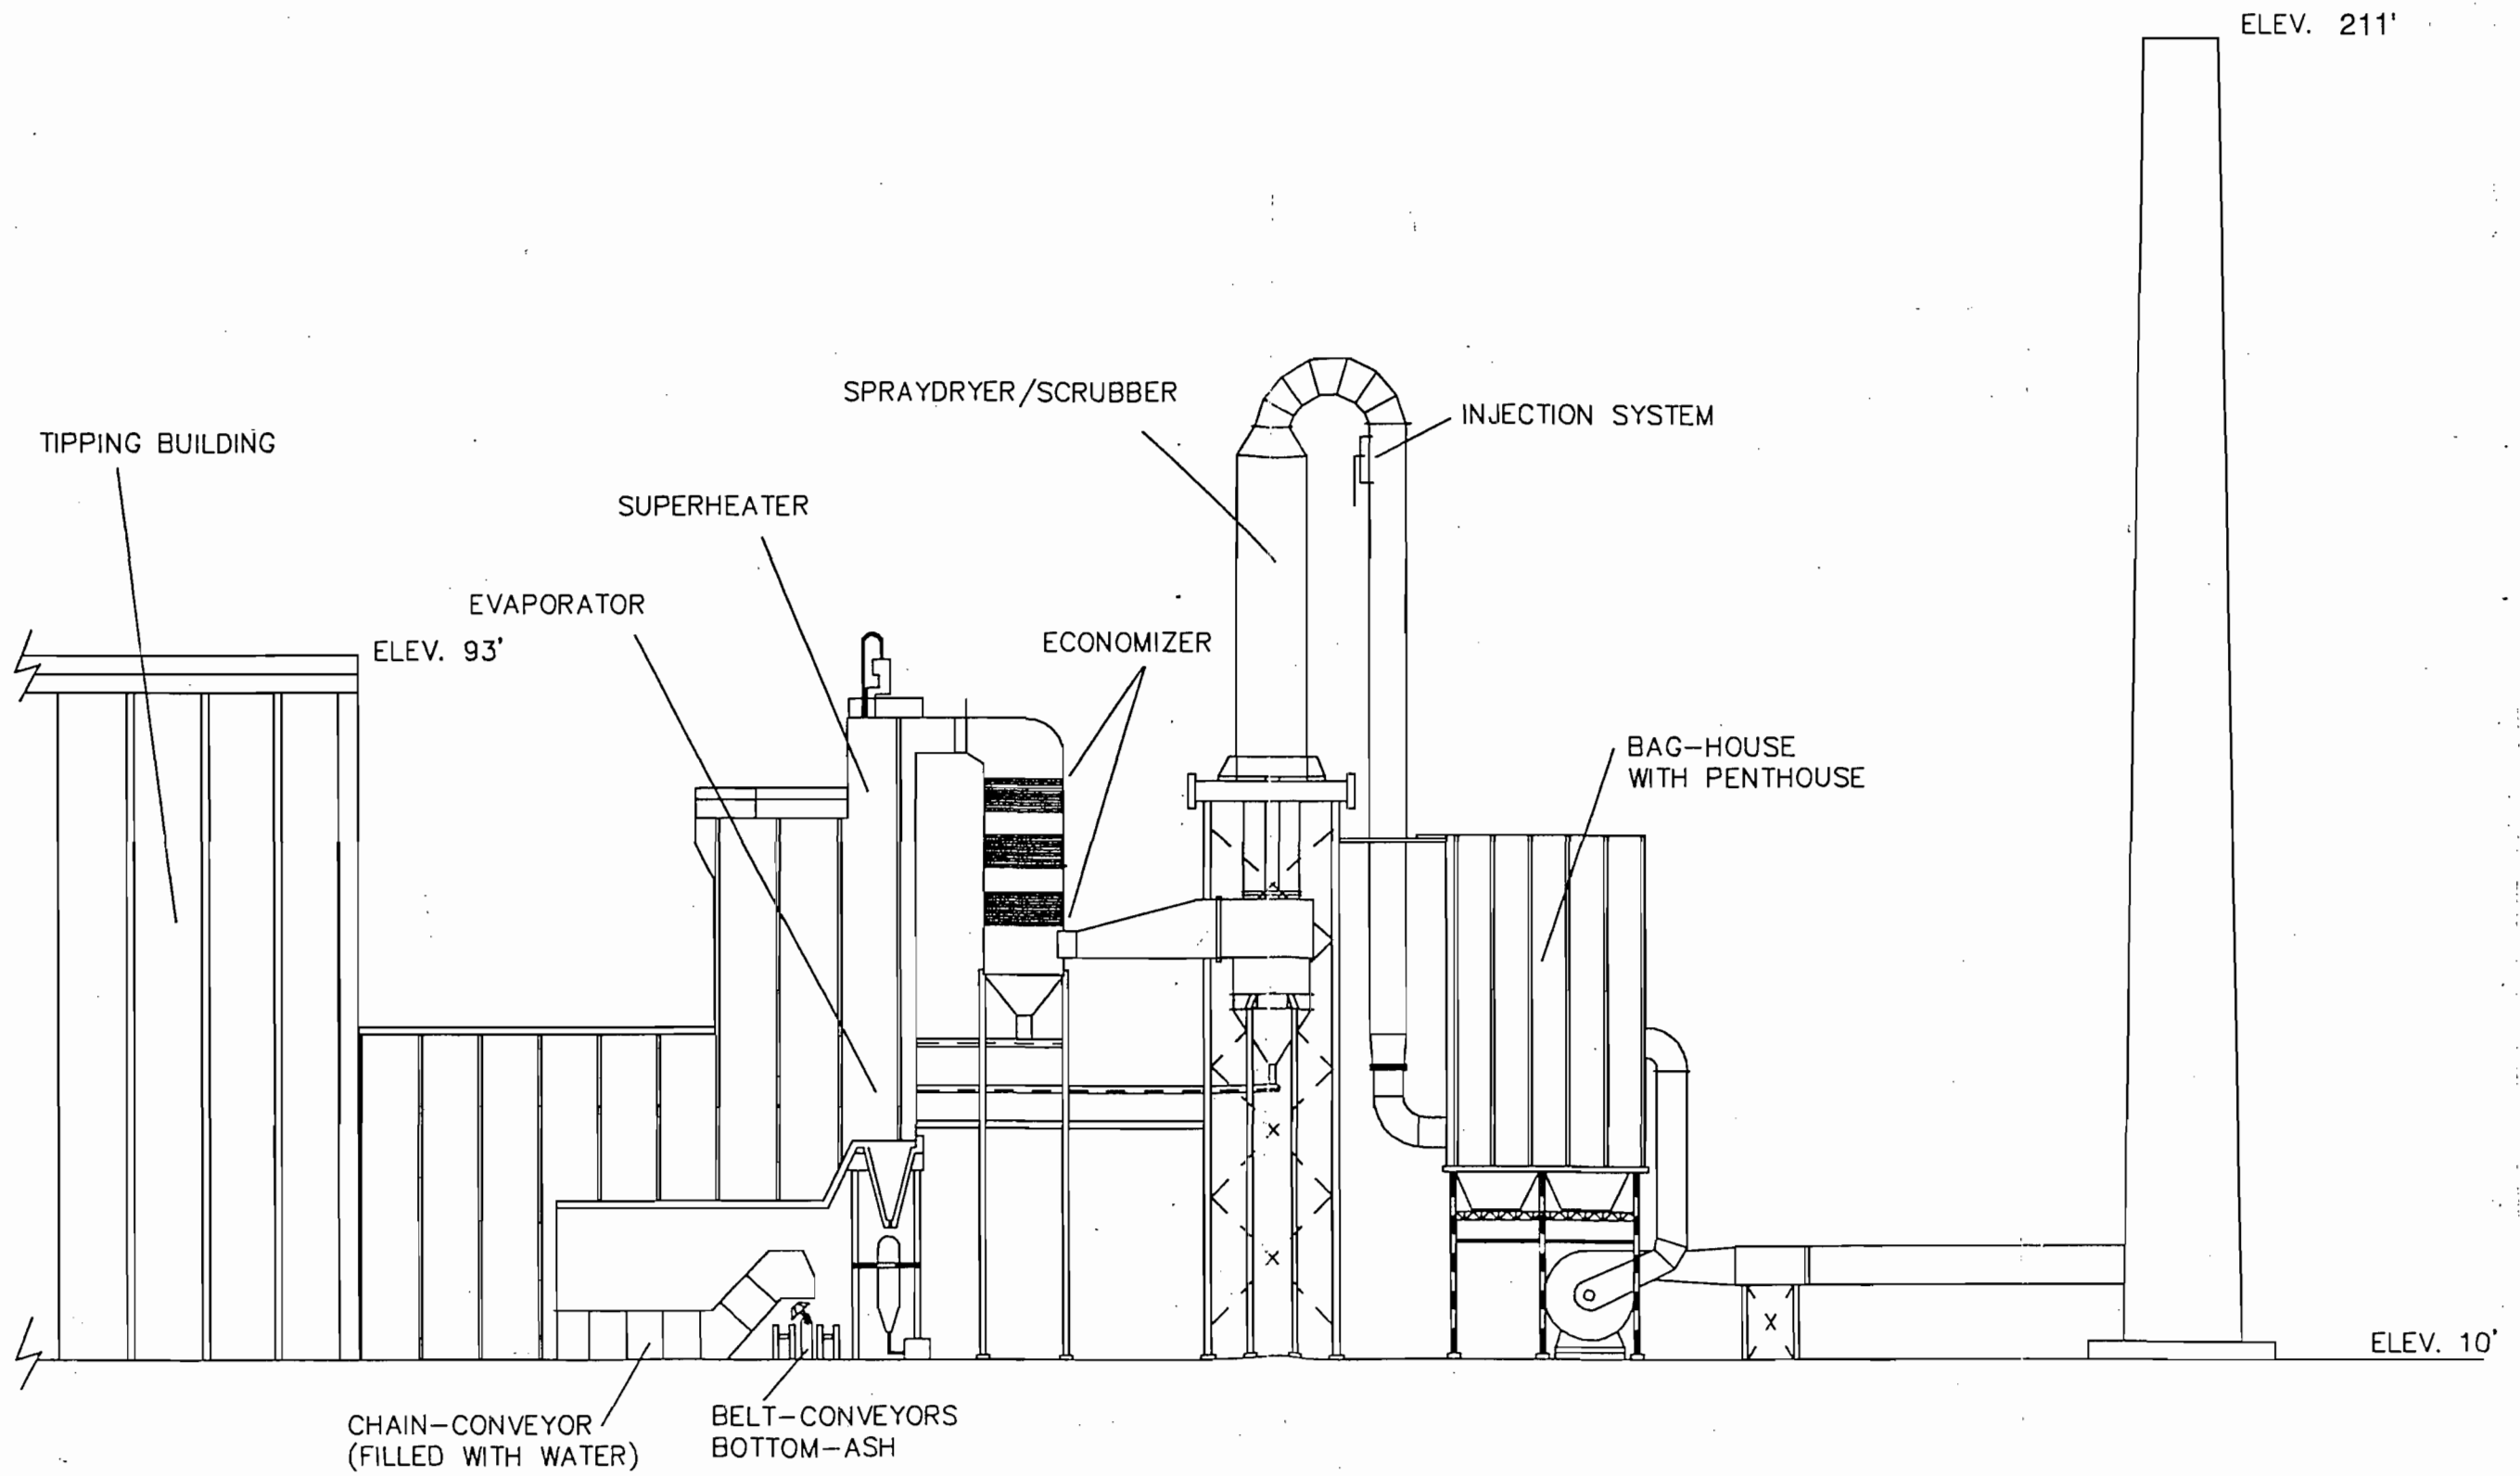 ELEV. 211'
SPRAYDRYER/SCRUBBER
INJECTION SYSTEM
TIPPING BUILDING
SUPERHEATER
EVAPORATOR
ELEV. 93'
ECONOMIZER
BAG-HOUSE
WITH PENTHOUSE
ELEV. 10'
CHAIN-CONVEYOR
(FILLED WITH WATER)
BELT-CONVEYORS
BOTTOM-ASH